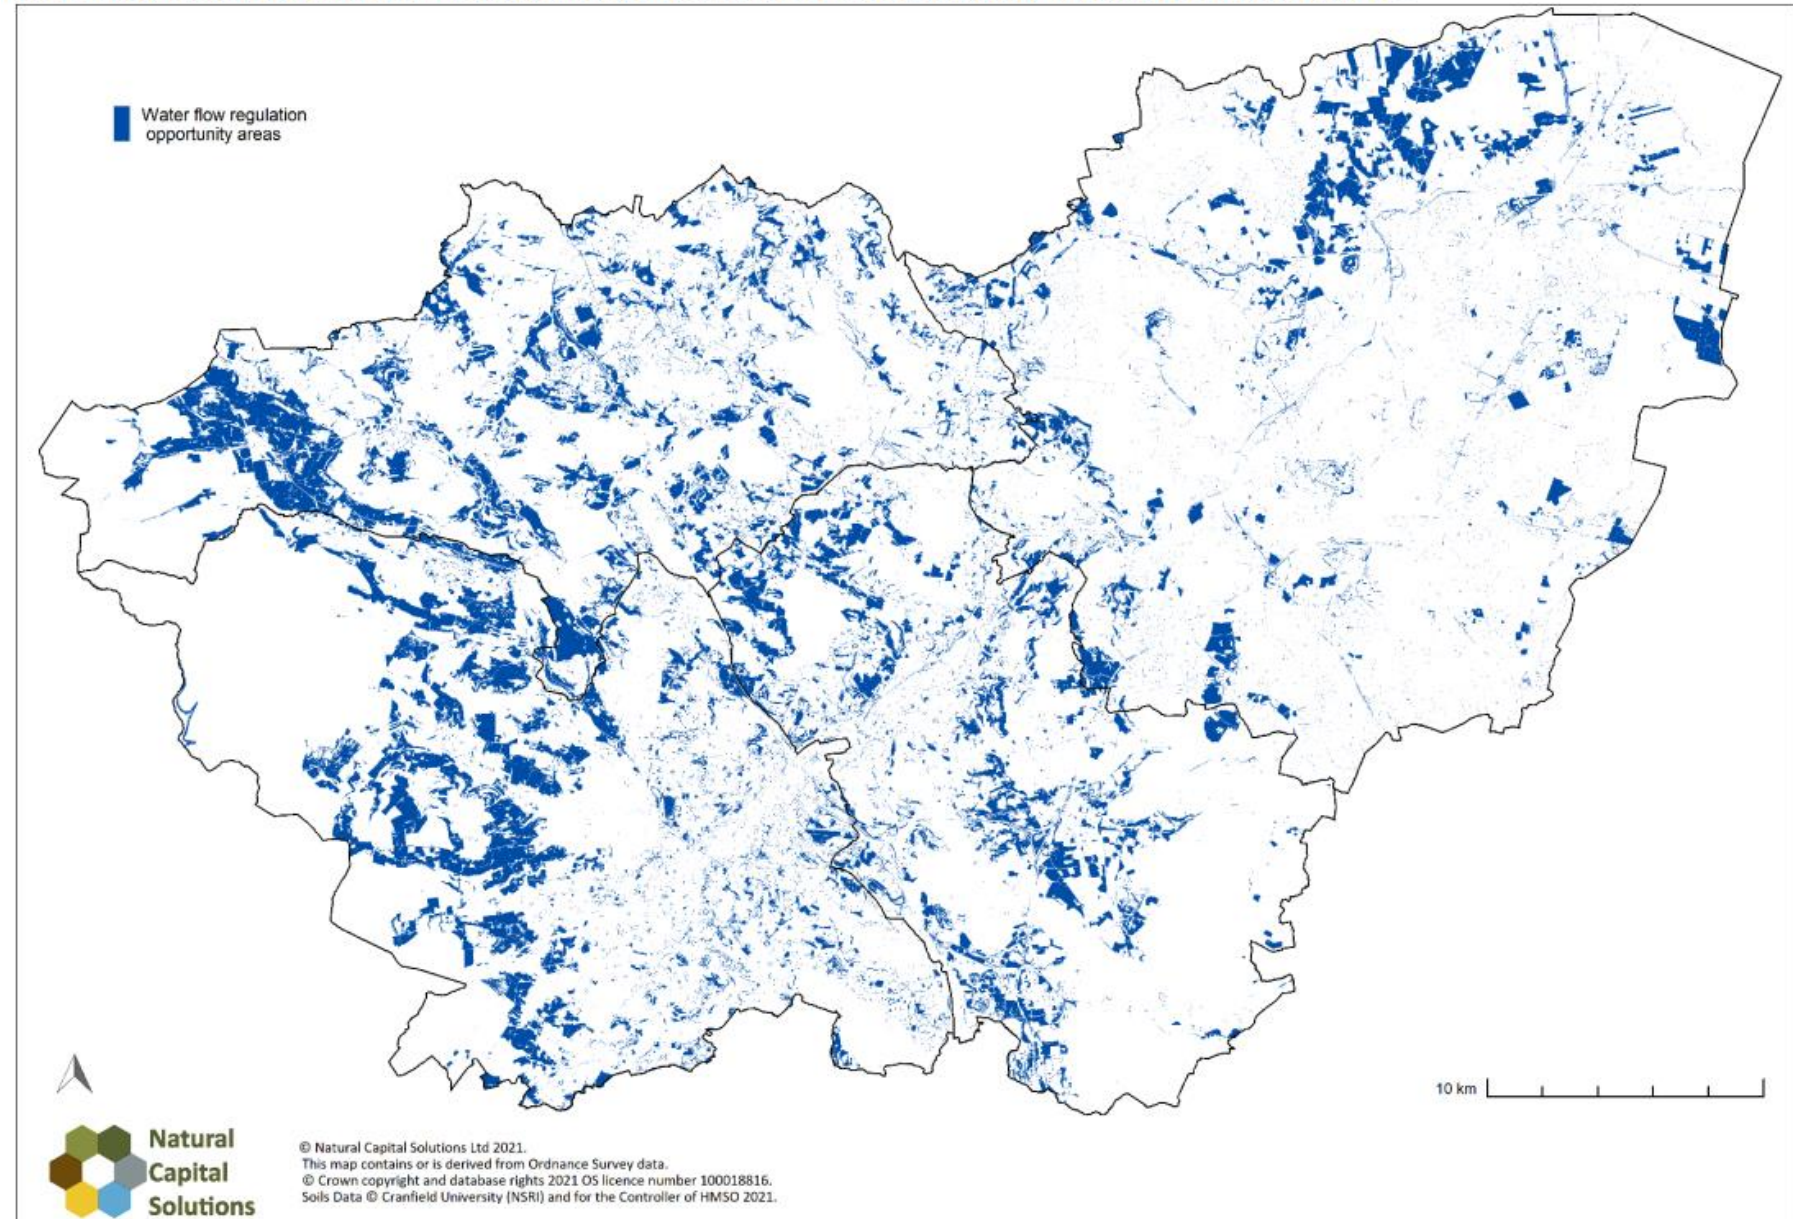 Water flow regulation
opportunity areas
10 km
Natural
Capital
Solutions
© Natural Capital Solutions Ltd 2021.
This map contains or is derived from Ordnance Survey data.
© Crown copyright and database rights 2021 OS licence number 100018816.
Soils Data © Cranfield University (NSRI) and for the Controller of HMSO 2021.